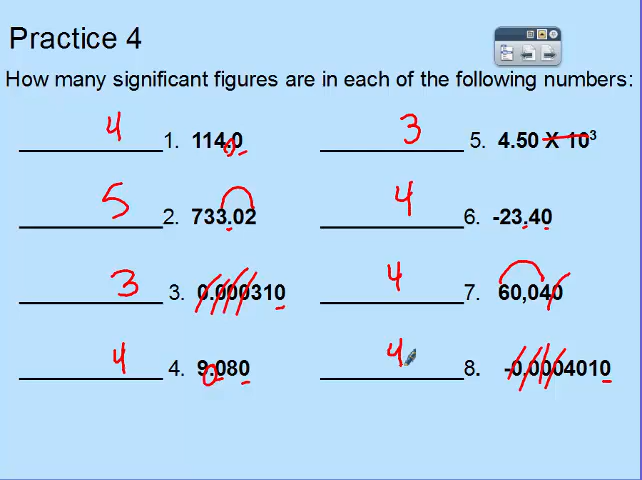 Practice 4
How many significant figures are in each of the following numbers:
4 1. 114.0
5 2. 733.02
3 3. 0.000310
4 4. 9.080
3 5. 4.50 X 10³
4 6. -23.40
4 7. 60,040
4 8. -0.0004010